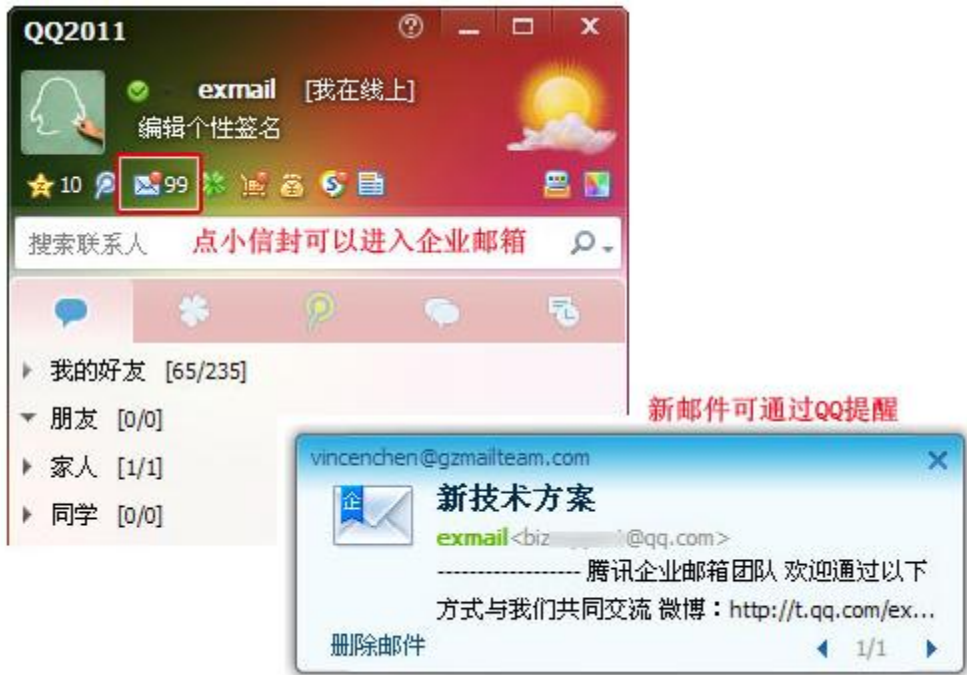 QQ2011
exmail [我在线上]
编辑个性签名
10 99
搜索联系人 点小信封可以进入企业邮箱
我的好友 [65/235]
朋友 [0/0]
家人 [1/1]
同学 [0/0]
新邮件可通过QQ提醒
vincenchen@gzmailteam.com
企
新技术方案
exmail<biz @qq.com>
----------------- 腾讯企业邮箱团队 欢迎通过以下
方式与我们共同交流 微博：http://t.qq.com/ex...
删除邮件 1/1